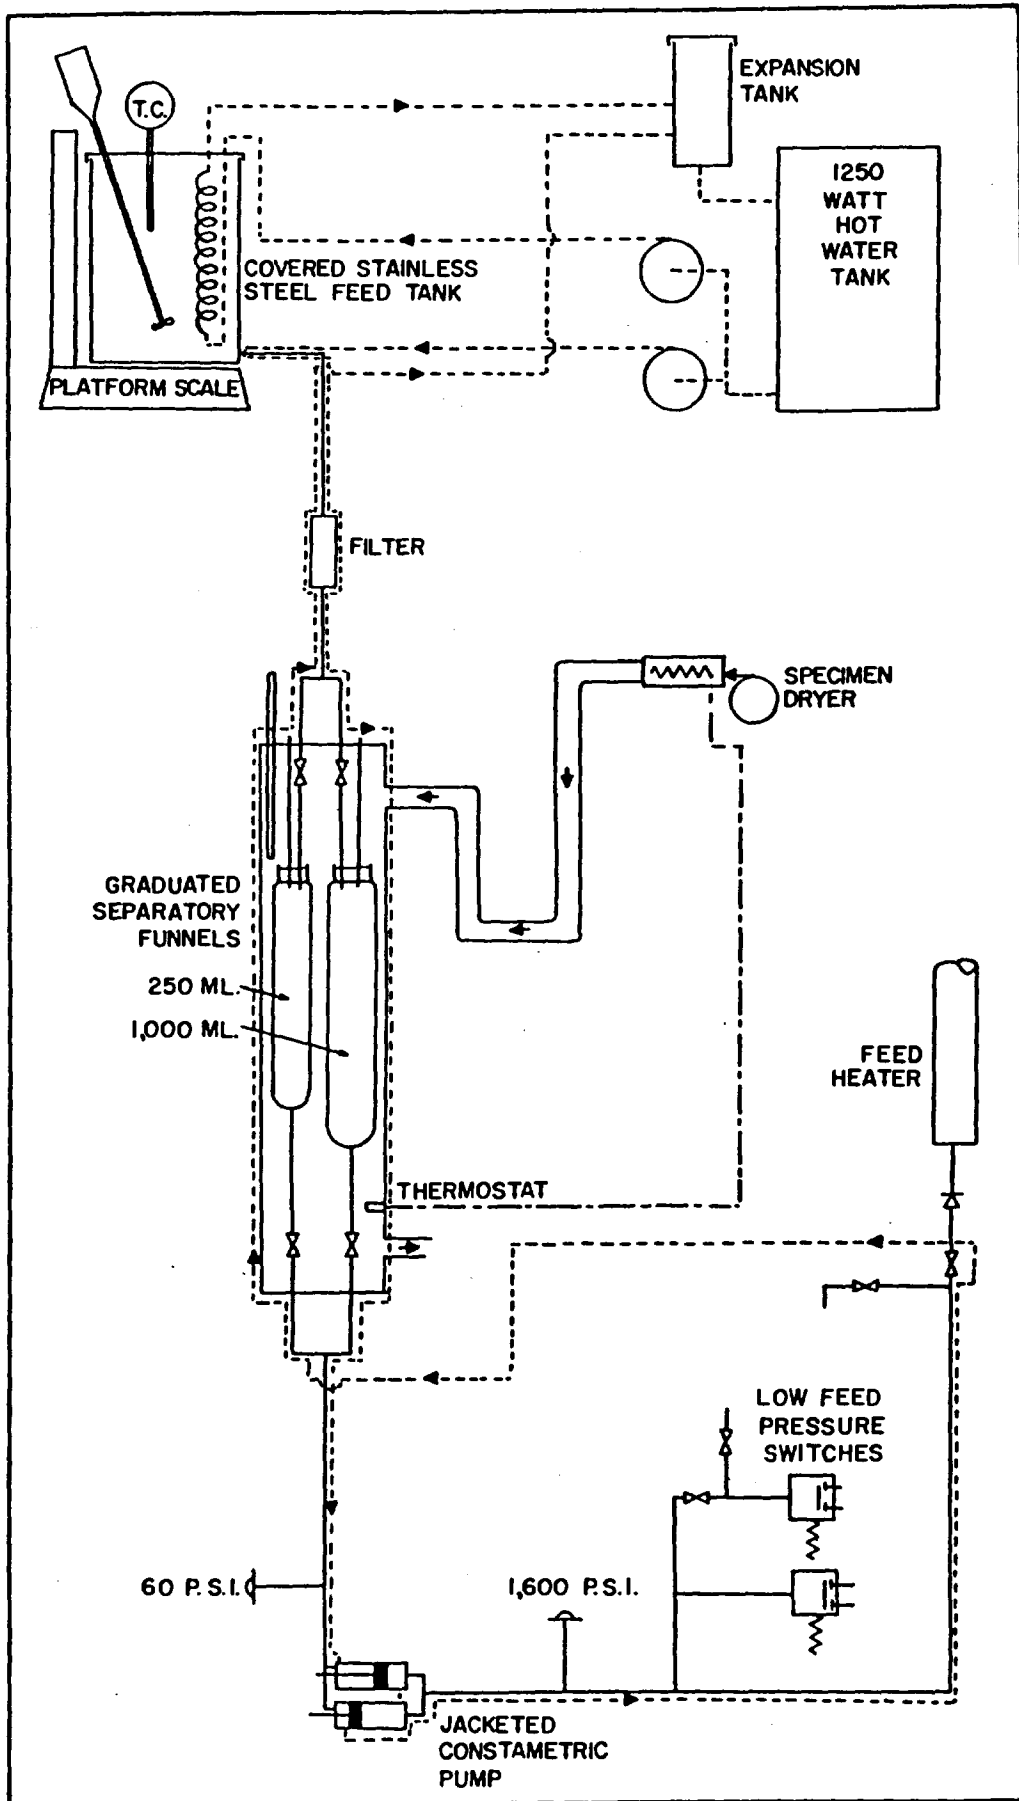 EXPANSION
TANK
T.C.
1250
WATT
HOT
WATER
TANK
COVERED STAINLESS
STEEL FEED TANK
PLATFORM SCALE
FILTER
SPECIMEN
DRYER
GRADUATED
SEPARATORY
FUNNELS
250 ML.
1,000 ML.
FEED
HEATER
THERMOSTAT
LOW FEED
PRESSURE
SWITCHES
60 P.S.I.
1,600 P.S.I.
JACKETED
CONSTAMETRIC
PUMP